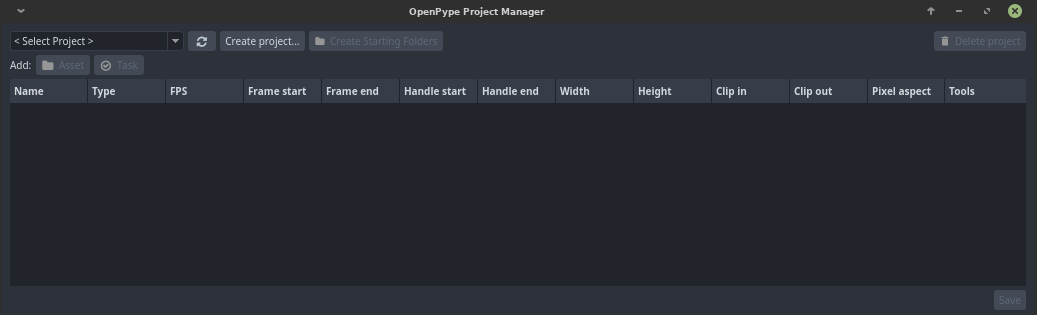 OpenPype Project Manager
< Select Project > Create project... Create Starting Folders Delete project
Add: Asset Task
Name Type FPS Frame start Frame end Handle start Handle end Width Height Clip in Clip out Pixel aspect Tools
Save